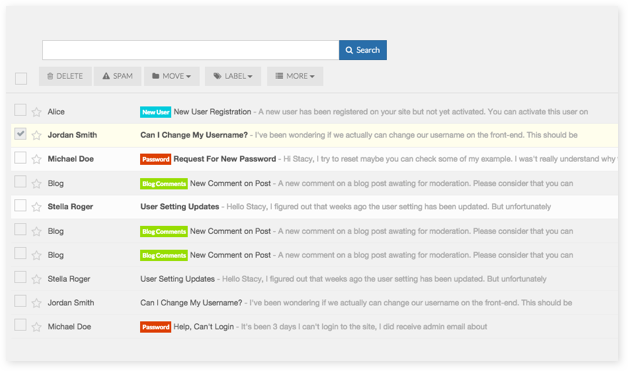 Search
DELETE SPAM MOVE LABEL MORE
Alice New User New User Registration - A new user has been registered on your site but not yet activated. You can activate this user on
Jordan Smith Can I Change My Username? - I've been wondering if we actually can change our username on the front-end. This should be
Michael Doe Password Request For New Password - Hi Stacy, i try to reset maybe you can check some of my example. I was't really understand why
Blog Blog Comments New Comment on Post - A new comment on a blog post awating for moderation. Please consider that you can
Stella Roger User Setting Updates - Hello Stacy, I figured out that weeks ago the user setting has been updated. But unfortunately
Blog Blog Comments New Comment on Post - A new comment on a blog post awating for moderation. Please consider that you can
Blog Blog Comments New Comment on Post - A new comment on a blog post awating for moderation. Please consider that you can
Stella Roger User Setting Updates - Hello Stacy, I figured out that weeks ago the user setting has been updated. But unfortunately
Jordan Smith Can I Change My Username? - I've been wondering if we actually can change our username on the front-end. This should be
Michael Doe Password Help, Can't Login - It's been 3 days I can't login to the site, I did receive admin email about